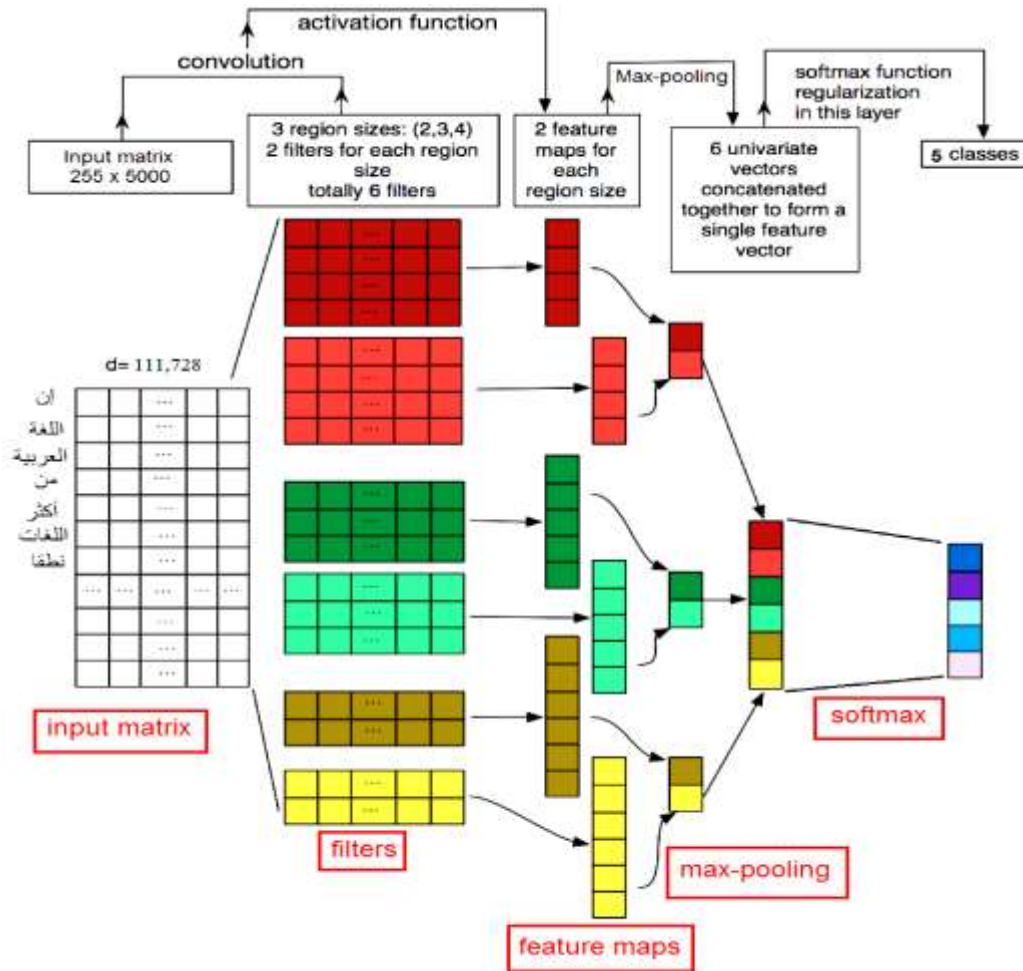 activation function
convolution
Max-pooling
softmax function
regularization
in this layer
Input matrix
255 x 5000
3 region sizes: (2,3,4)
2 filters for each region
size
totally 6 filters
2 feature
maps for
each
region size
6 univariate
vectors
concatenated
together to form a
single feature
vector
5 classes
d= 111,728
إن
اللغة
العربية
من
أكثر
اللغات
نطقا
input matrix
filters
feature maps
max-pooling
softmax